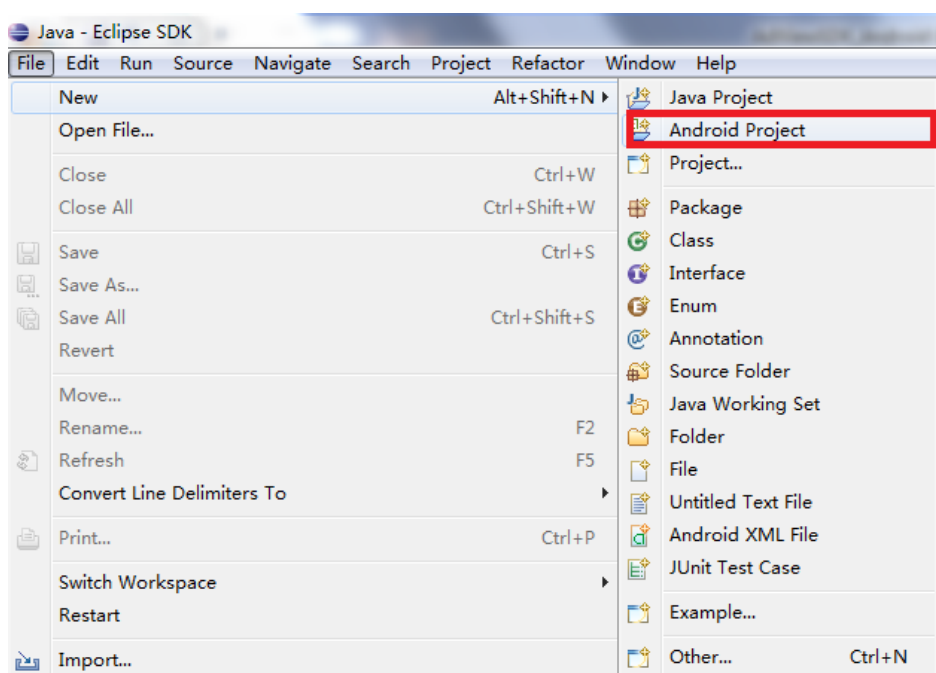 Java - Eclipse SDK
File Edit Run Source Navigate Search Project Refactor Window Help
New Alt+Shift+N
Open File...
Close Ctrl+W
Close All Ctrl+Shift+W
Save Ctrl+S
Save As...
Save All Ctrl+Shift+S
Revert
Move...
Rename... F2
Refresh F5
Convert Line Delimiters To
Print... Ctrl+P
Switch Workspace
Restart
Import...
Java Project
Android Project
Project...
Package
Class
Interface
Enum
Annotation
Source Folder
Java Working Set
Folder
File
Untitled Text File
Android XML File
JUnit Test Case
Example...
Other... Ctrl+N